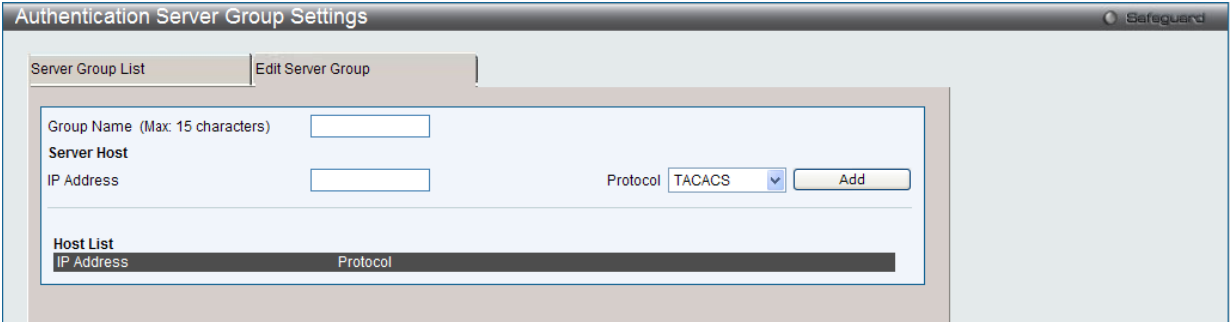 Authentication Server Group Settings
Safeguard
Server Group List
Edit Server Group
Group Name (Max: 15 characters)
Server Host
IP Address
Protocol TACACS Add
Host List
IP Address Protocol